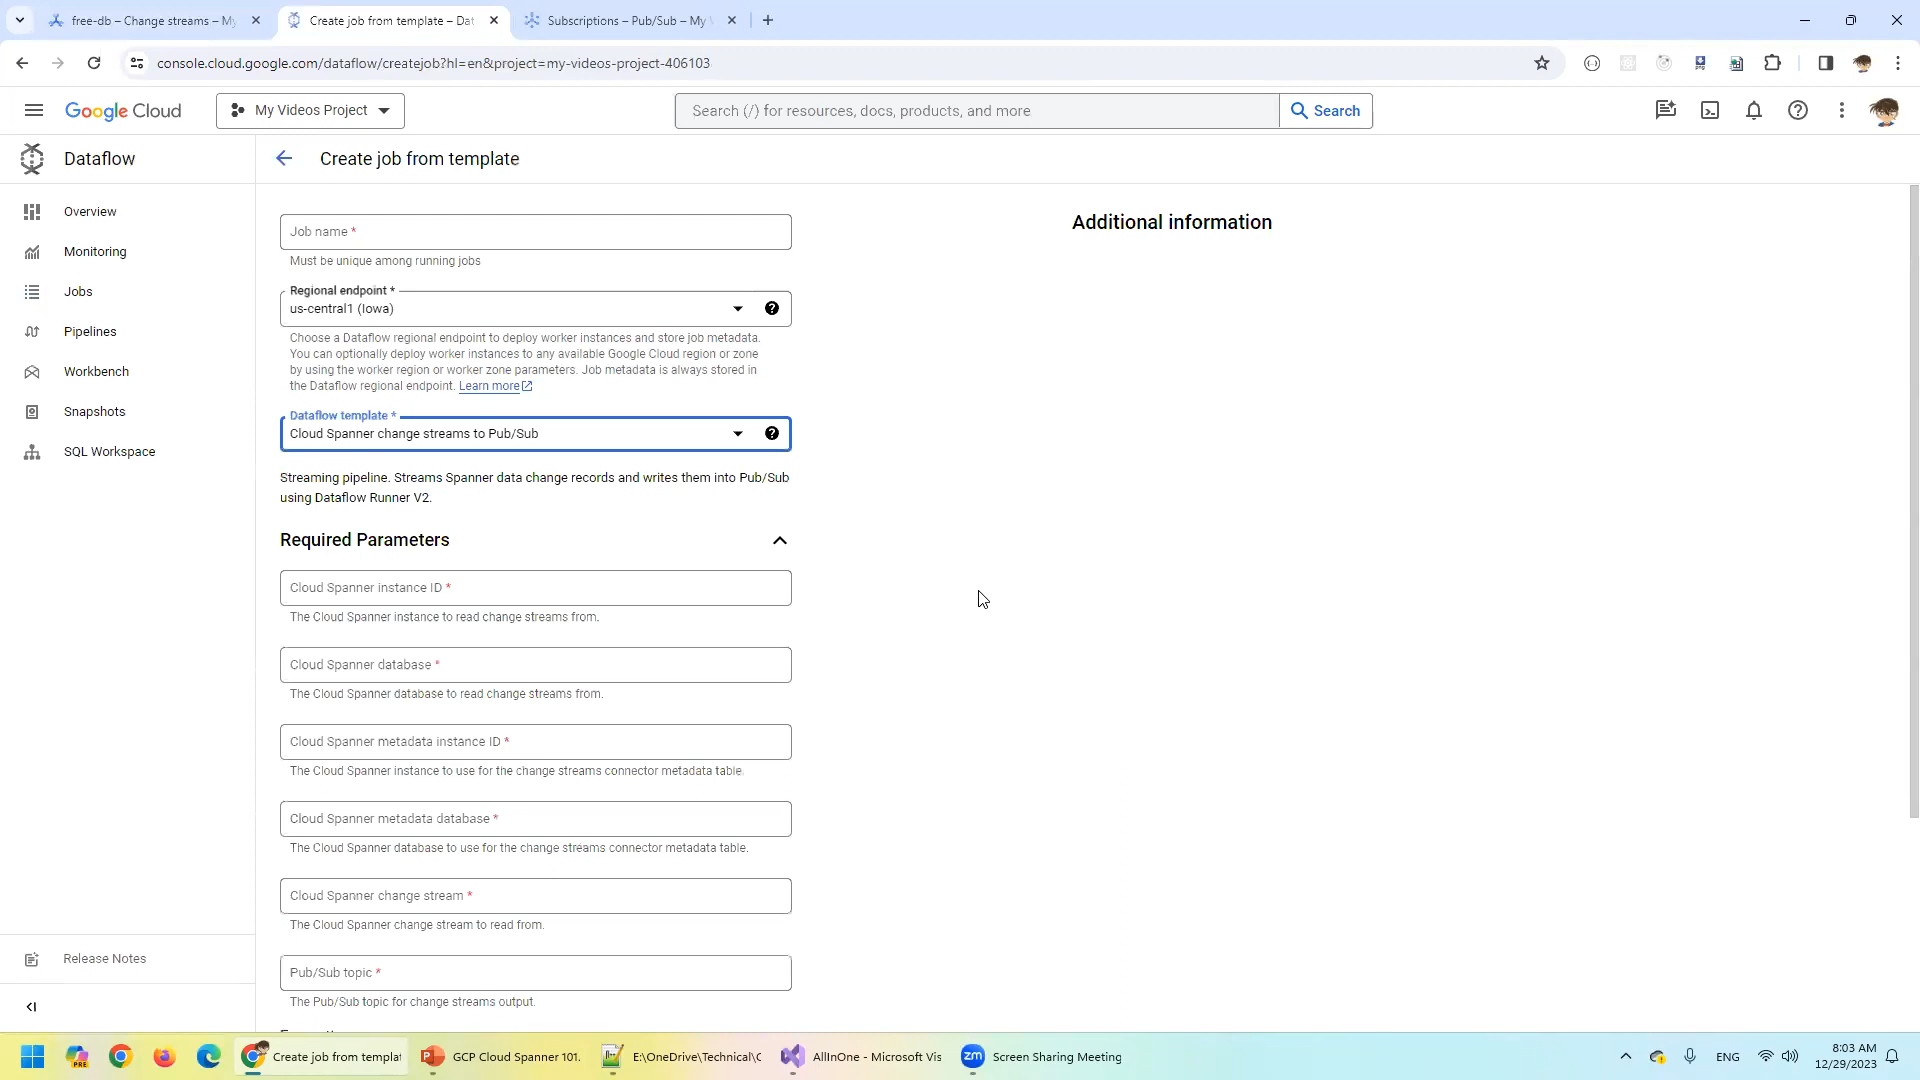 free-db – Change streams – My
Create job from template – Dat
Subscriptions – Pub/Sub – My
console.cloud.google.com/dataflow/createjob?hl=en&project=my-videos-project-406103
Google Cloud
My Videos Project
Search (/) for resources, docs, products, and more
Search
Dataflow
Create job from template
Overview
Monitoring
Jobs
Pipelines
Workbench
Snapshots
SQL Workspace
Release Notes
Job name *
Must be unique among running jobs
Regional endpoint *
us-central1 (Iowa)
Choose a Dataflow regional endpoint to deploy worker instances and store job metadata.
You can optionally deploy worker instances to any available Google Cloud region or zone
by using the worker region or worker zone parameters. Job metadata is always stored in
the Dataflow regional endpoint. Learn more
Dataflow template *
Cloud Spanner change streams to Pub/Sub
Streaming pipeline. Streams Spanner data change records and writes them into Pub/Sub
using Dataflow Runner V2.
Required Parameters
Cloud Spanner instance ID *
The Cloud Spanner instance to read change streams from.
Cloud Spanner database *
The Cloud Spanner database to read change streams from.
Cloud Spanner metadata instance ID *
The Cloud Spanner instance to use for the change streams connector metadata table.
Cloud Spanner metadata database *
The Cloud Spanner database to use for the change streams connector metadata table.
Cloud Spanner change stream *
The Cloud Spanner change stream to read from.
Pub/Sub topic *
The Pub/Sub topic for change streams output.
Additional information
Create job from templat
GCP Cloud Spanner 101.
E:\OneDrive\Technical\C
AllInOne - Microsoft Vis
zm
Screen Sharing Meeting
ENG
8:03 AM
12/29/2023